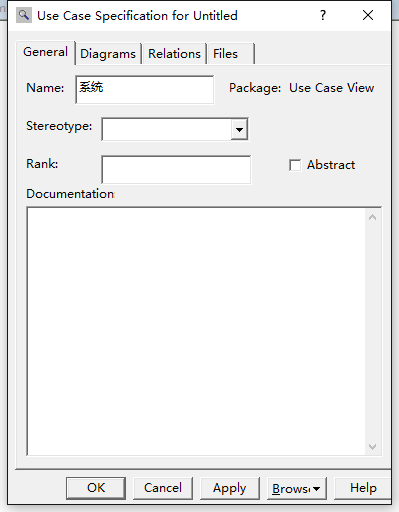 Use Case Specification for Untitled
?
General Diagrams Relations Files
Name: 系统 Package: Use Case View
Stereotype:
Rank: Abstract
Documentation
OK Cancel Apply Brows Help